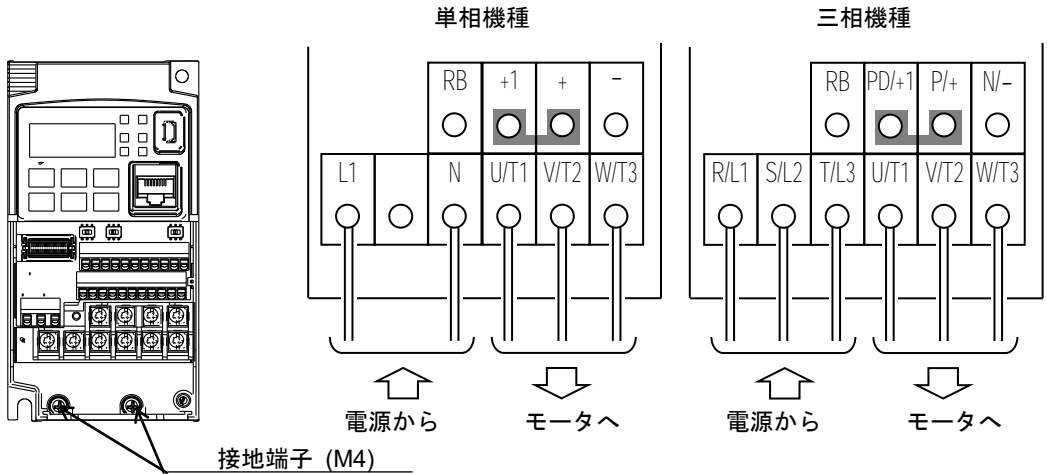 単相機種
三相機種
RB +1 + −
L1 N U/T1 V/T2 W/T3
RB PD/+1 P/+ N/−
R/L1 S/L2 T/L3 U/T1 V/T2 W/T3
電源から
モータへ
電源から
モータへ
接地端子 (M4)